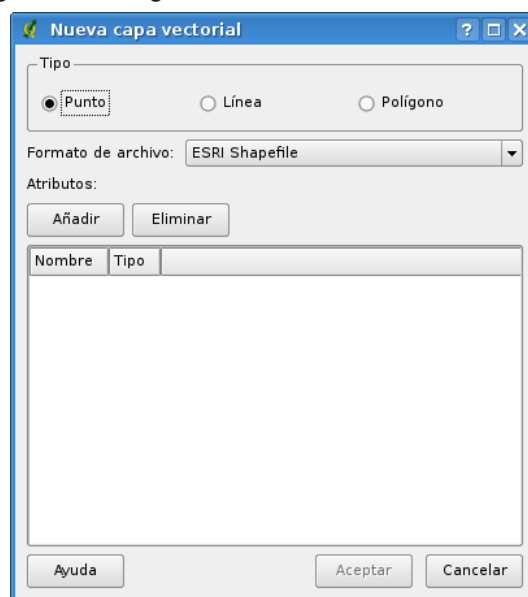 Nueva capa vectorial
Tipo
Punto Línea Polígono
Formato de archivo: ESRI Shapefile
Atributos:
Añadir Eliminar
Nombre Tipo
Ayuda Aceptar Cancelar